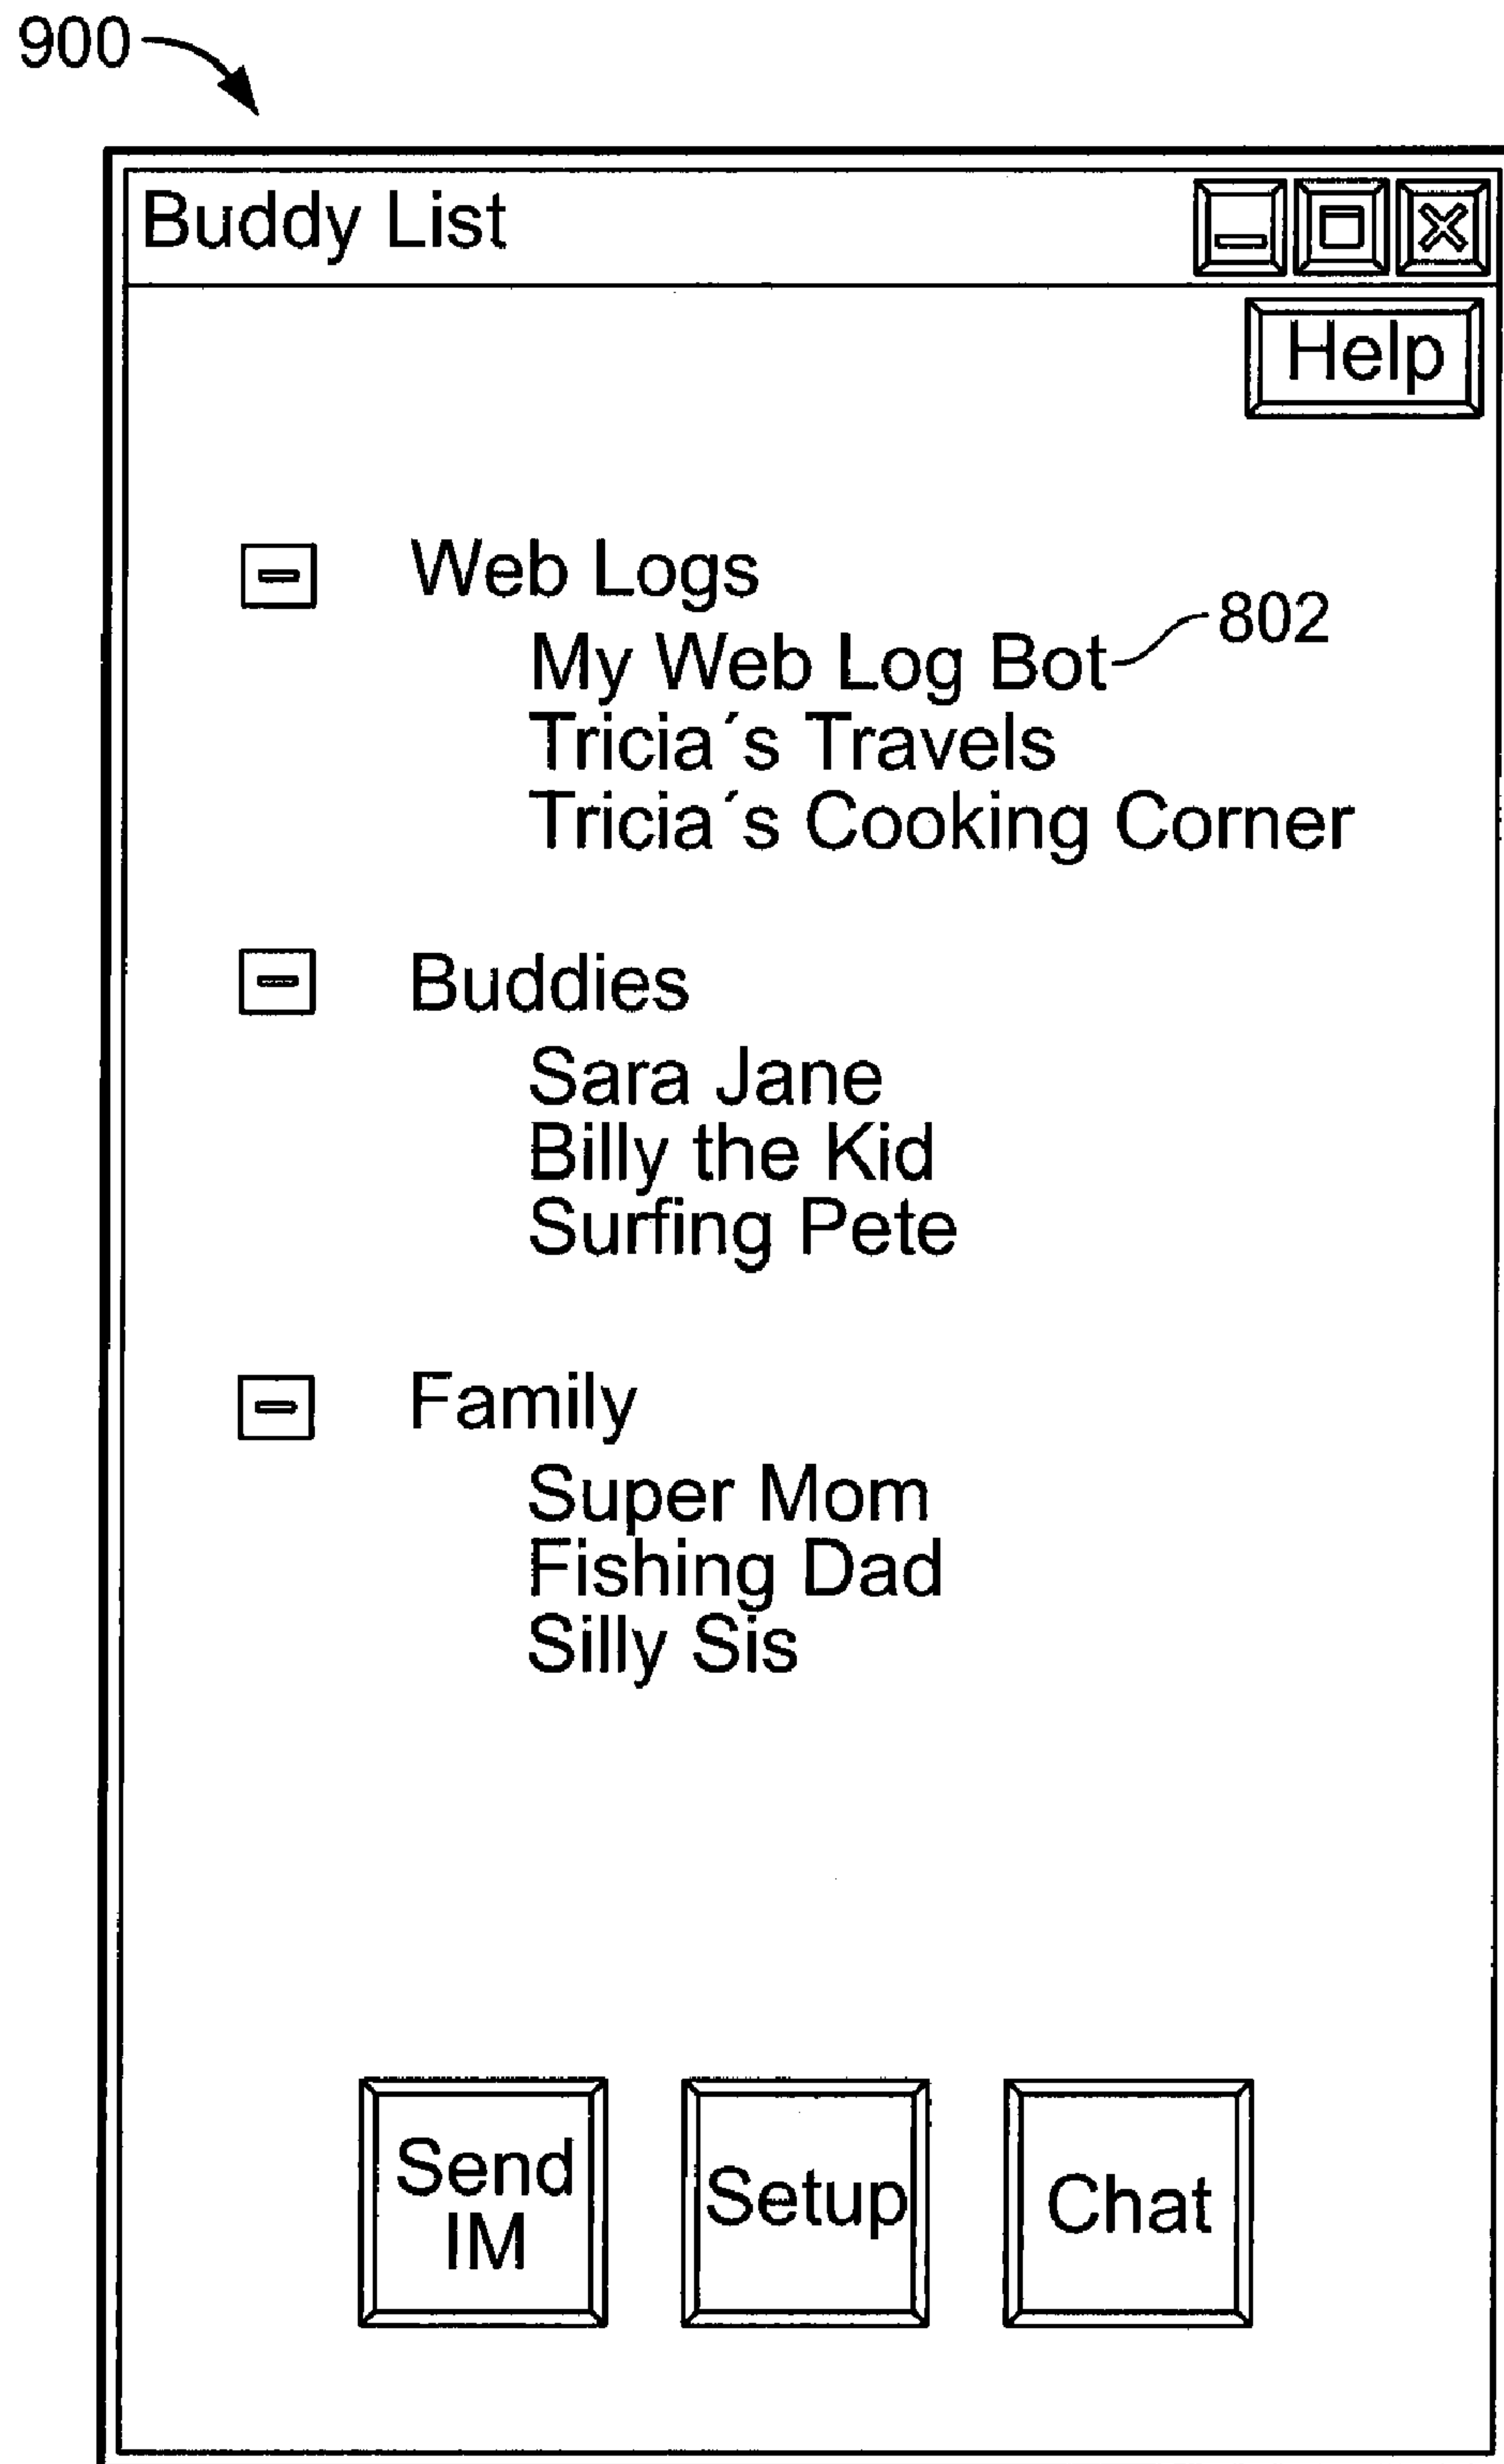 900
Buddy List
Help
Web Logs
My Web Log Bot 802
Tricia´s Travels
Tricia´s Cooking Corner
Buddies
Sara Jane
Billy the Kid
Surfing Pete
Family
Super Mom
Fishing Dad
Silly Sis
Send
IM
Setup
Chat